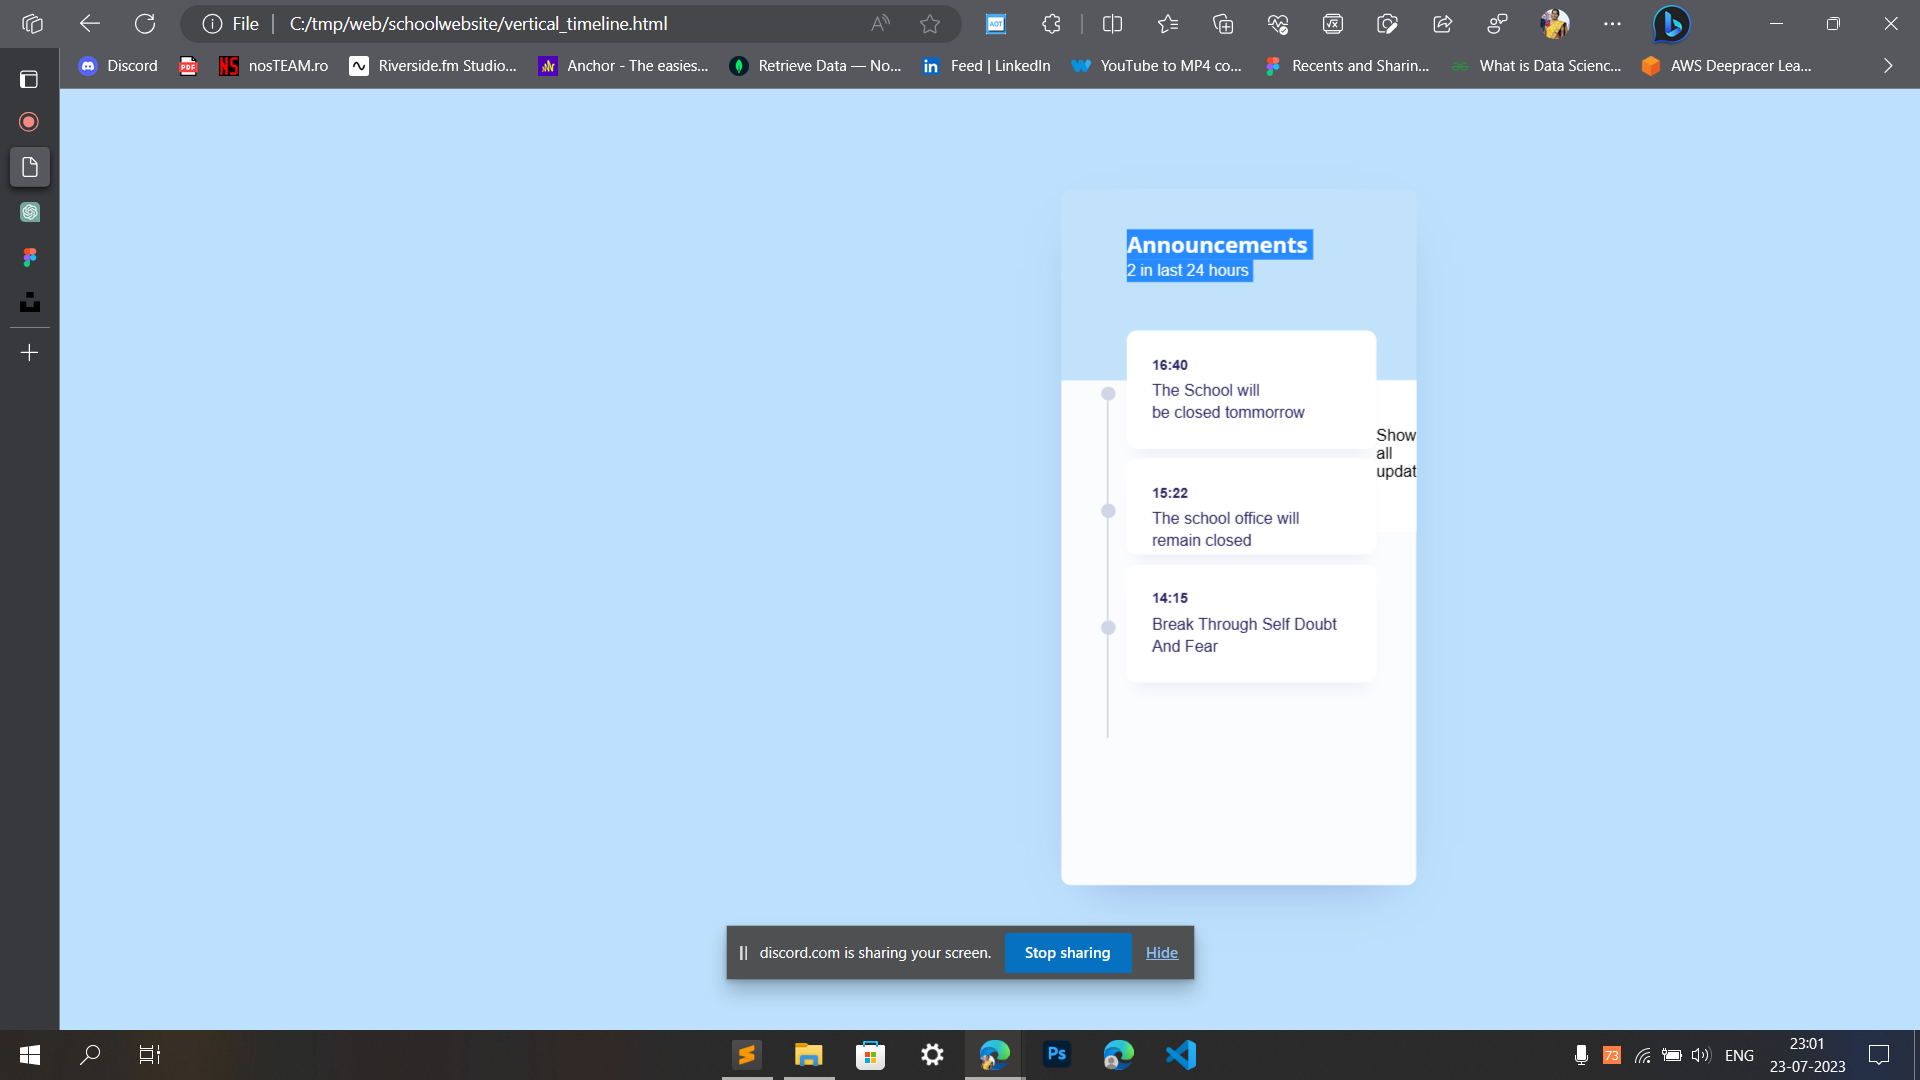 File
C:/tmp/web/schoolwebsite/vertical_timeline.html
Discord
nosTEAM.ro
Riverside.fm Studio...
Anchor - The easies...
Retrieve Data — No...
Feed | LinkedIn
YouTube to MP4 co...
Recents and Sharin...
What is Data Scienc...
AWS Deepracer Lea...
Announcements
2 in last 24 hours
16:40
The School will
be closed tommorrow
Show
all
updat
15:22
The school office will
remain closed
14:15
Break Through Self Doubt
And Fear
discord.com is sharing your screen.
Stop sharing
Hide
Ps
73
ENG
23:01
23-07-2023